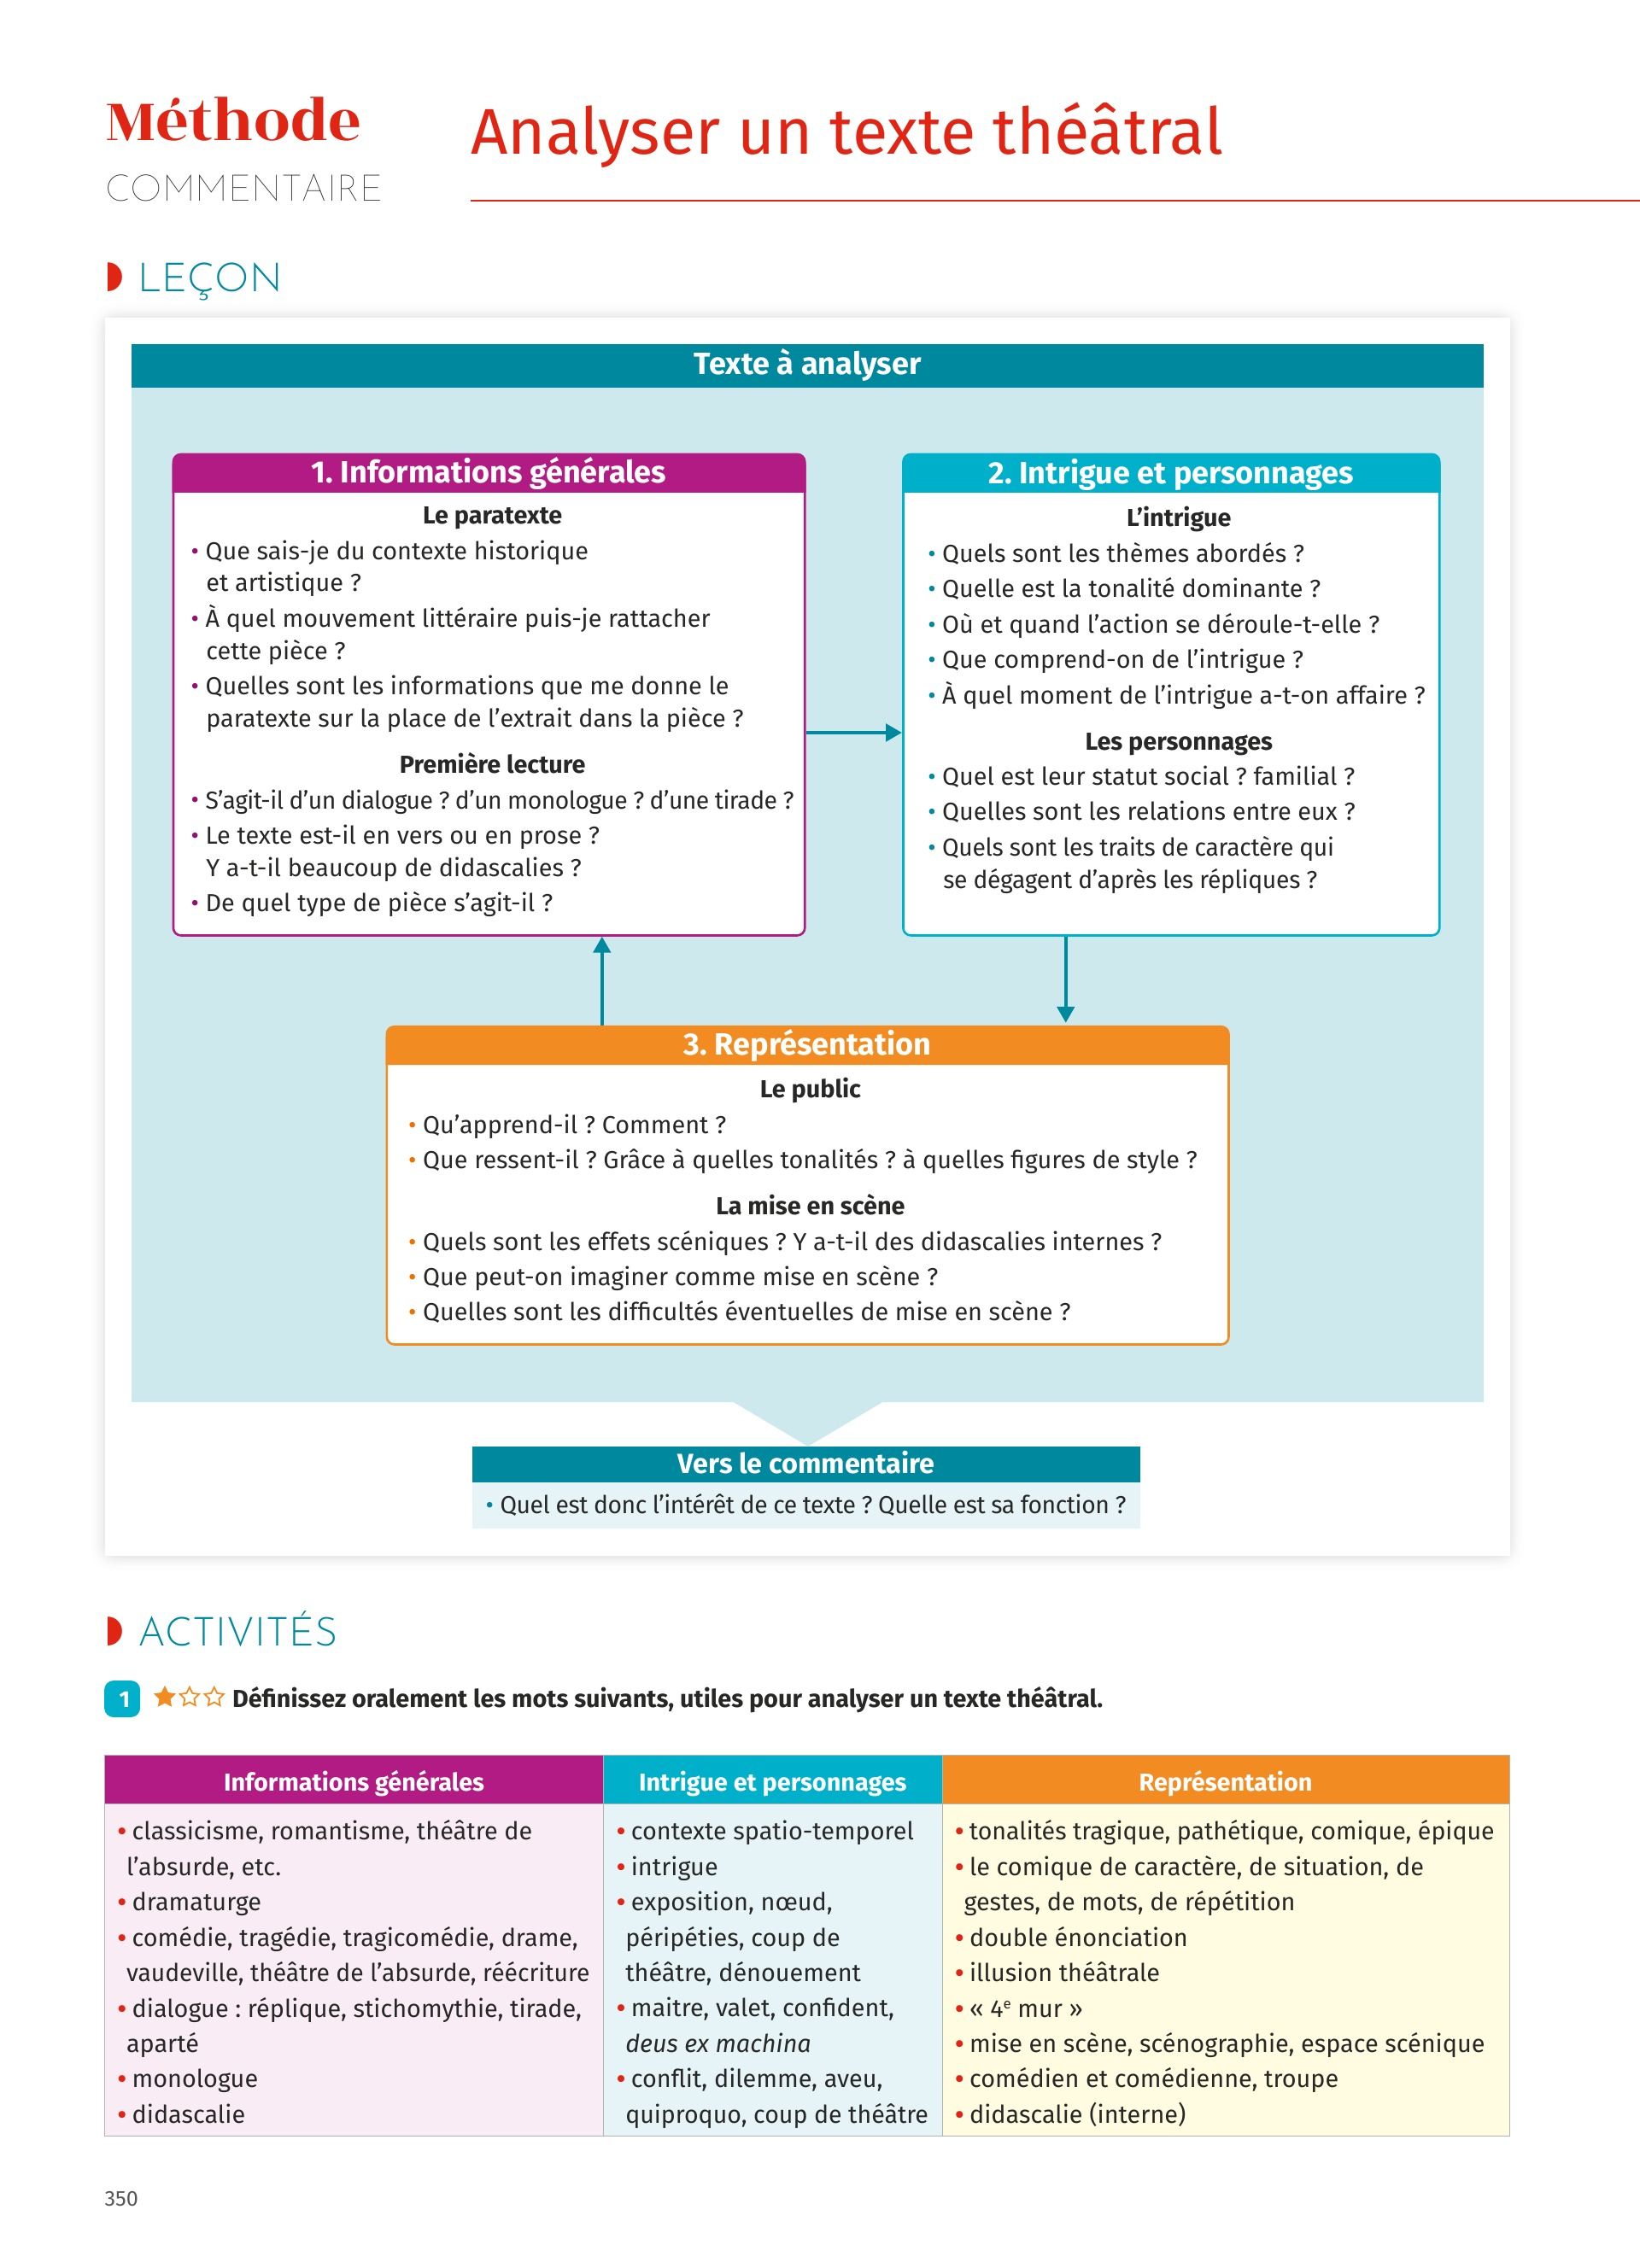 Méthode
COMMENTAIRE
Analyser un texte théâtral
LEÇON
Texte à analyser
1. Informations générales
Le paratexte
• Que sais-je du contexte historique
et artistique ?
• À quel mouvement littéraire puis-je rattacher
cette pièce ?
• Quelles sont les informations que me donne le
paratexte sur la place de l’extrait dans la pièce ?
Première lecture
• S’agit-il d’un dialogue ? d’un monologue ? d’une tirade ?
• Le texte est-il en vers ou en prose ?
Y a-t-il beaucoup de didascalies ?
• De quel type de pièce s’agit-il ?
2. Intrigue et personnages
L’intrigue
• Quels sont les thèmes abordés ?
• Quelle est la tonalité dominante ?
• Où et quand l’action se déroule-t-elle ?
• Que comprend-on de l’intrigue ?
• À quel moment de l’intrigue a-t-on affaire ?
Les personnages
• Quel est leur statut social ? familial ?
• Quelles sont les relations entre eux ?
• Quels sont les traits de caractère qui
se dégagent d’après les répliques ?
3. Représentation
Le public
• Qu’apprend-il ? Comment ?
• Que ressent-il ? Grâce à quelles tonalités ? à quelles figures de style ?
La mise en scène
• Quels sont les effets scéniques ? Y a-t-il des didascalies internes ?
• Que peut-on imaginer comme mise en scène ?
• Quelles sont les difficultés éventuelles de mise en scène ?
Vers le commentaire
• Quel est donc l’intérêt de ce texte ? Quelle est sa fonction ?
ACTIVITÉS
1 ★☆☆ Définissez oralement les mots suivants, utiles pour analyser un texte théâtral.
Informations générales
• classicisme, romantisme, théâtre de
l’absurde, etc.
• dramaturge
• comédie, tragédie, tragicomédie, drame,
vaudeville, théâtre de l’absurde, réécriture
• dialogue : réplique, stichomythie, tirade,
aparté
• monologue
• didascalie
Intrigue et personnages
• contexte spatio-temporel
• intrigue
• exposition, nœud,
péripéties, coup de
théâtre, dénouement
• maitre, valet, confident,
deus ex machina
• conflit, dilemme, aveu,
quiproquo, coup de théâtre
Représentation
• tonalités tragique, pathétique, comique, épique
• le comique de caractère, de situation, de
gestes, de mots, de répétition
• double énonciation
• illusion théâtrale
• « 4e mur »
• mise en scène, scénographie, espace scénique
• comédien et comédienne, troupe
• didascalie (interne)
350